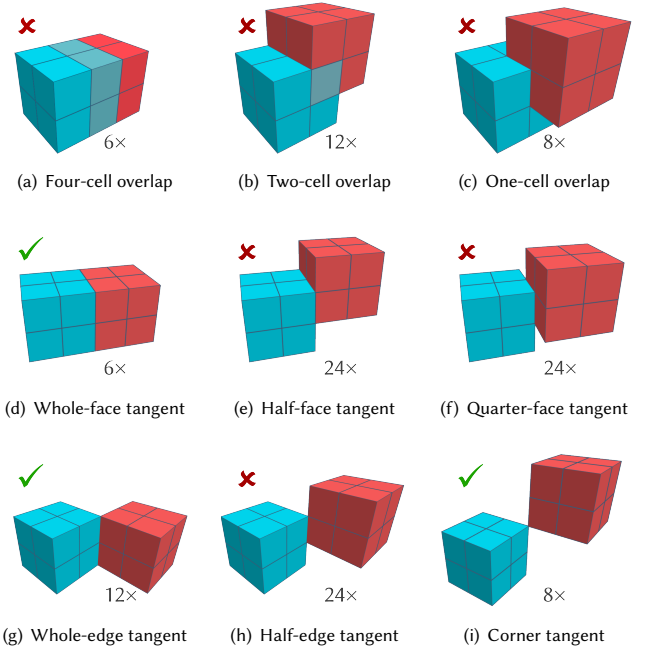 6×
12×
8×
(a) Four-cell overlap
(b) Two-cell overlap
(c) One-cell overlap
6×
24×
24×
(d) Whole-face tangent
(e) Half-face tangent
(f) Quarter-face tangent
12×
24×
8×
(g) Whole-edge tangent
(h) Half-edge tangent
(i) Corner tangent